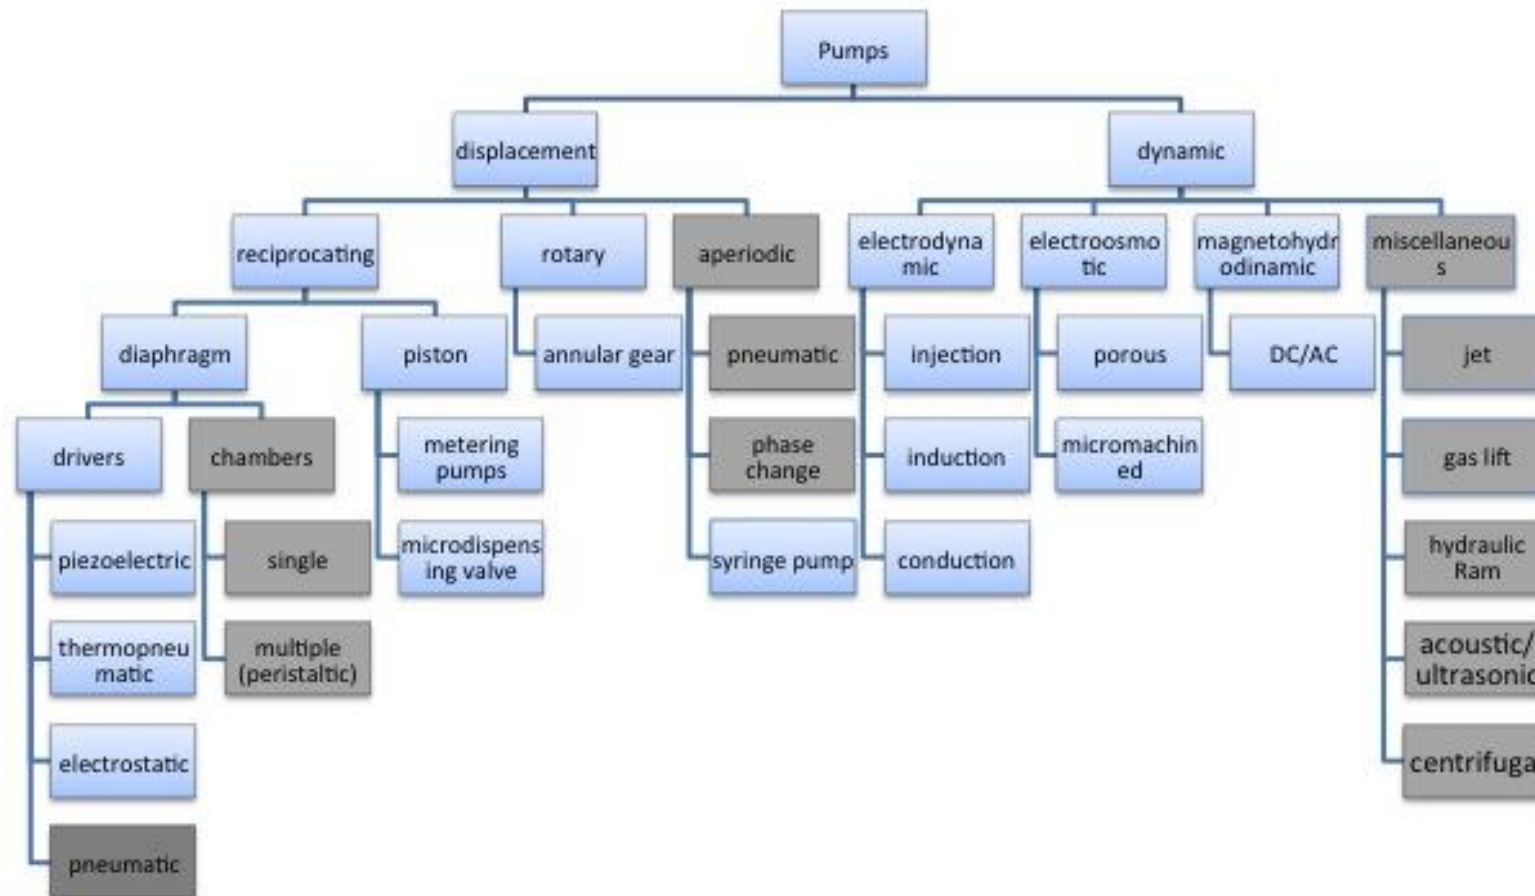 Pumps
displacement
dynamic
reciprocating
rotary
aperiodic
electrodyna
mic
electroosmo
tic
magnetohydr
odinamic
miscellaneou
s
diaphragm
piston
annular gear
pneumatic
injection
porous
DC/AC
jet
drivers
chambers
metering
pumps
phase
change
induction
micromachin
ed
gas lift
piezoelectric
single
microdispens
ing valve
syringe pump
conduction
hydraulic
Ram
thermopneu
matic
multiple
(peristaltic)
acoustic/
ultrasonic
electrostatic
centrifuga
pneumatic